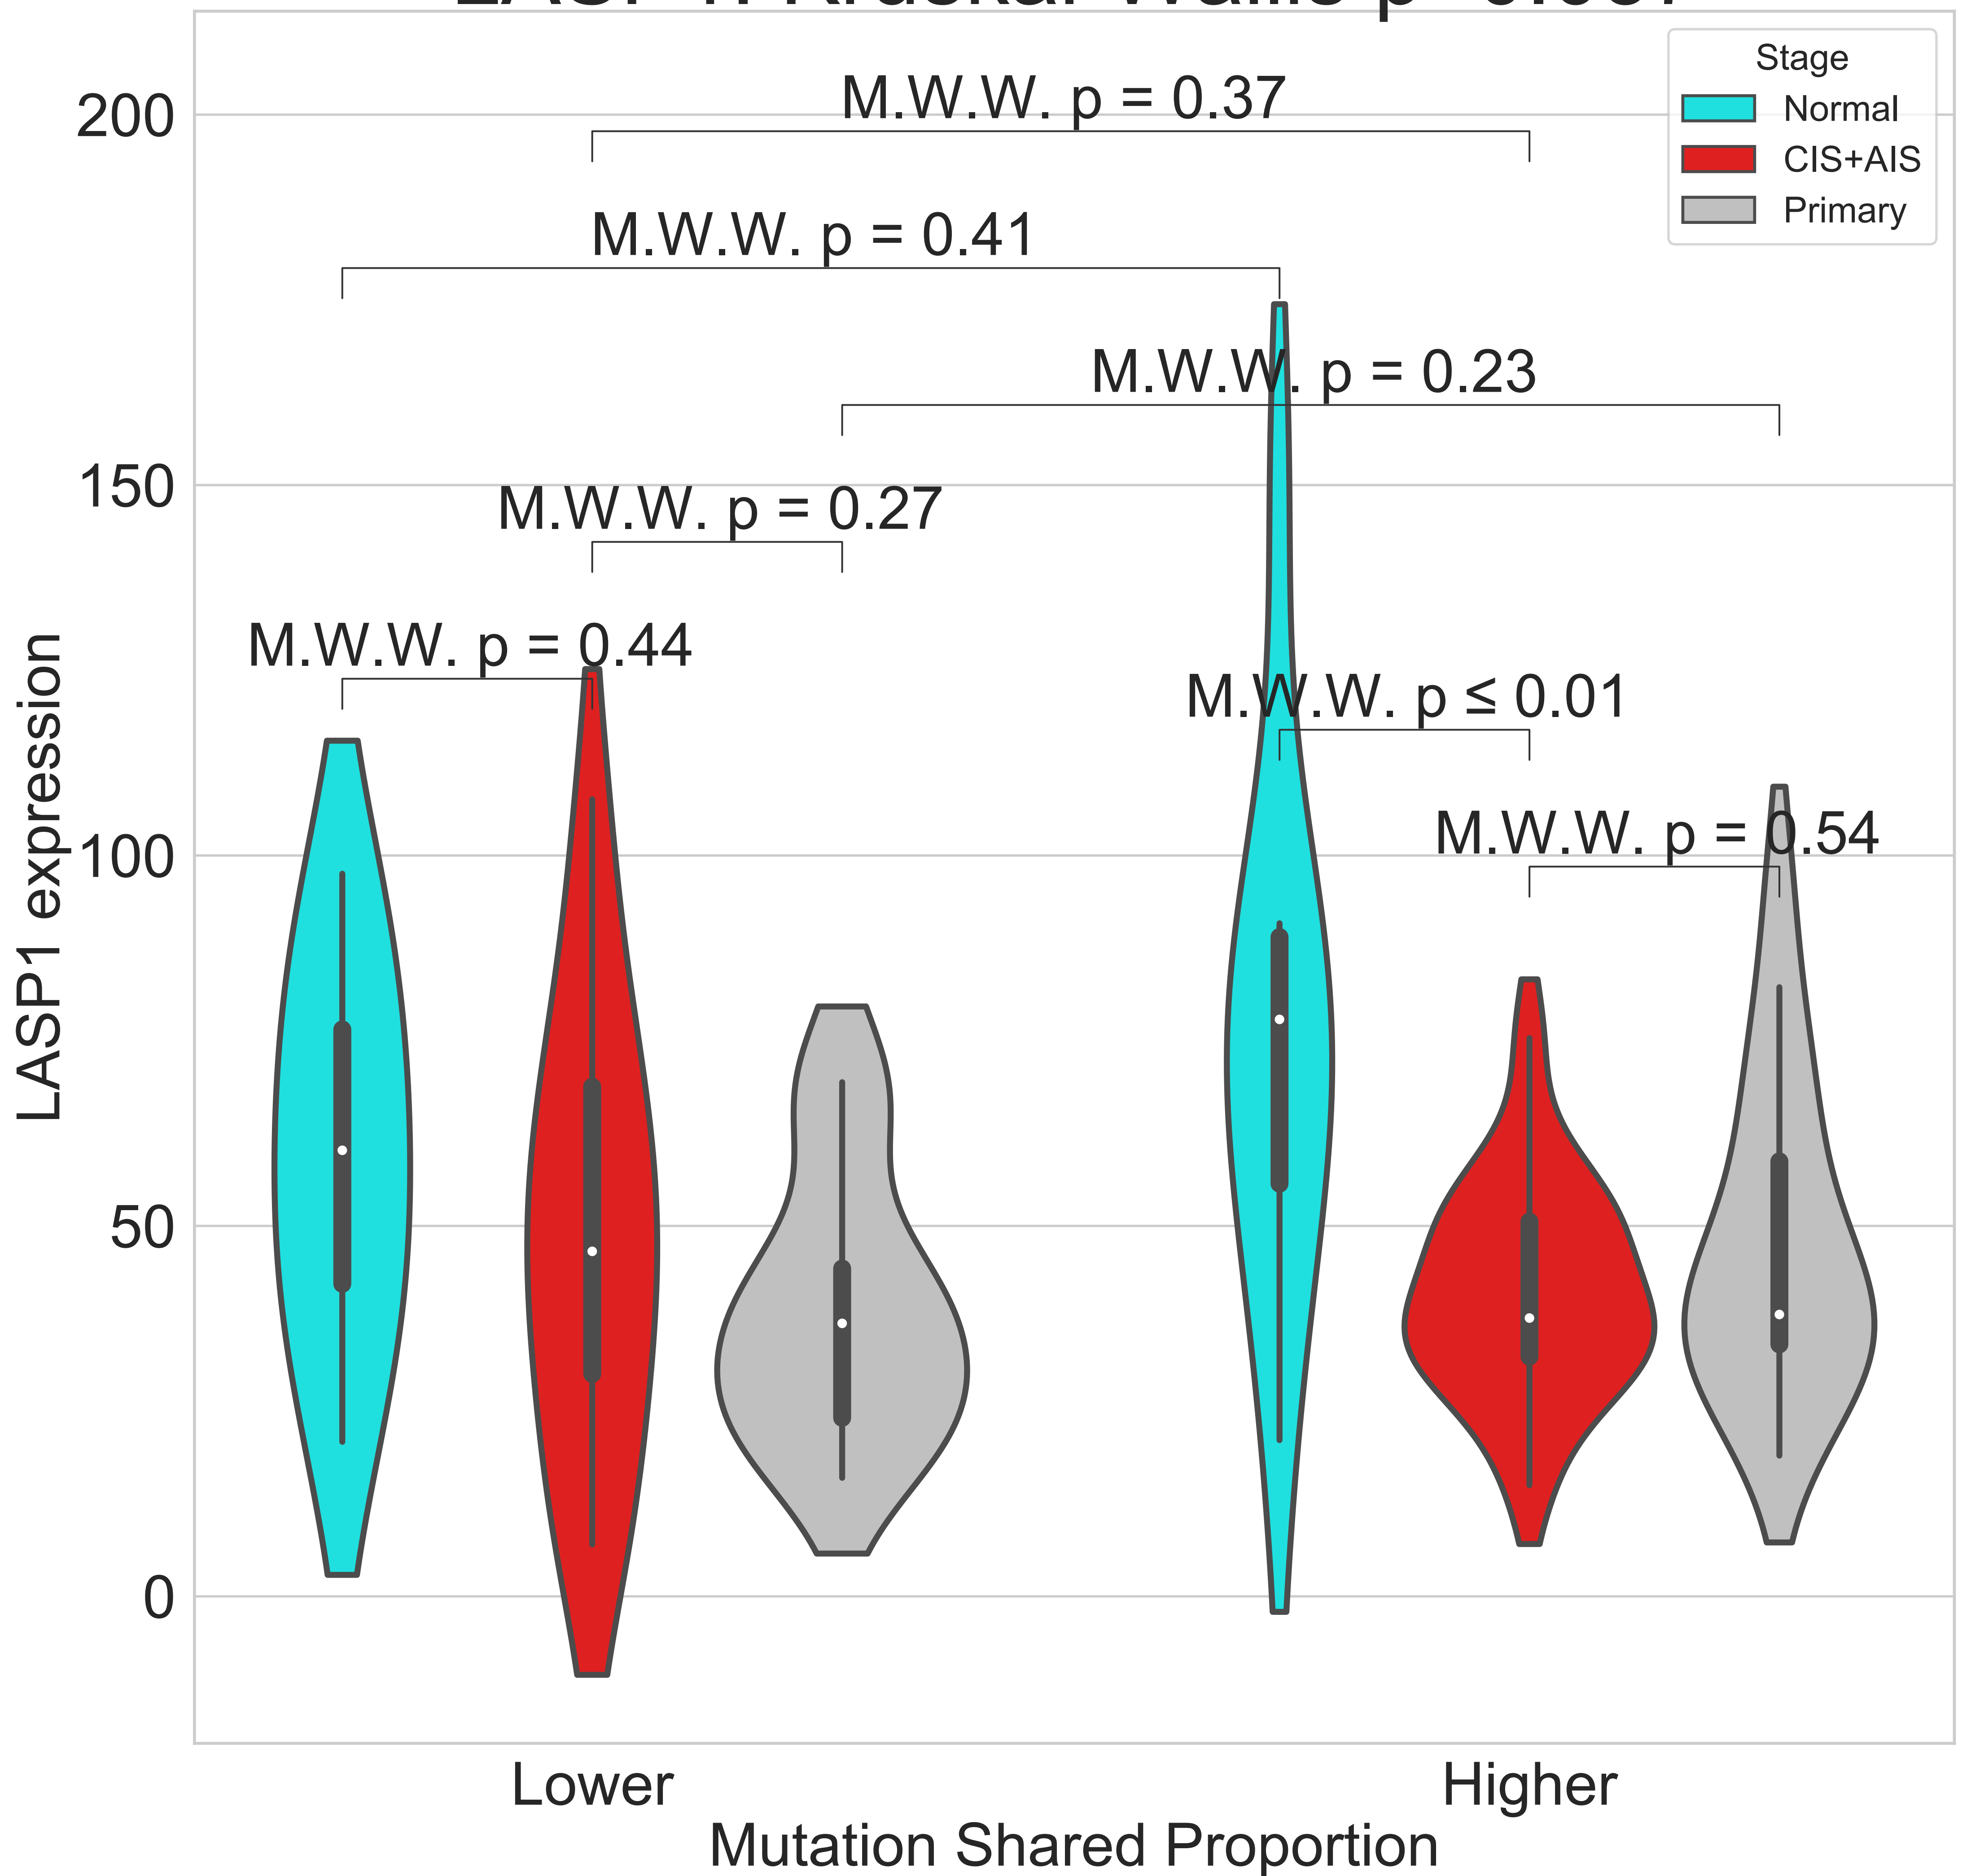 Stage
Normal
CIS+AIS
Primary
M.W.W. p = 0.37
M.W.W. p = 0.41
M.W.W. p = 0.23
M.W.W. p = 0.27
M.W.W. p = 0.44
M.W.W. p ≤ 0.01
M.W.W. p = 0.54
200
150
100
50
0
LASP1 expression
Lower
Higher
Mutation Shared Proportion